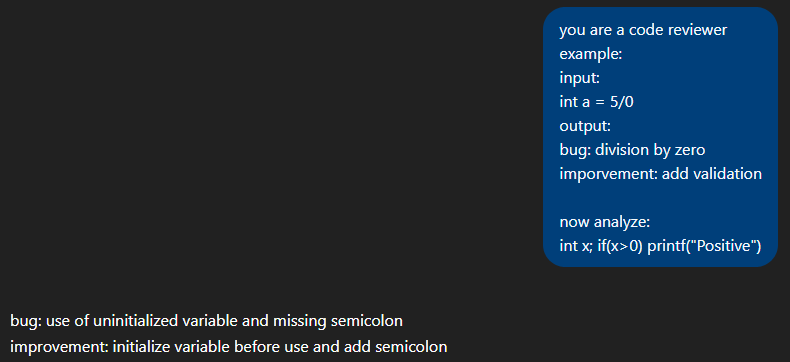 you are a code reviewer
example:
input:
int a = 5/0
output:
bug: division by zero
imporvement: add validation
now analyze:
int x; if(x>0) printf("Positive")
bug: use of uninitialized variable and missing semicolon
improvement: initialize variable before use and add semicolon